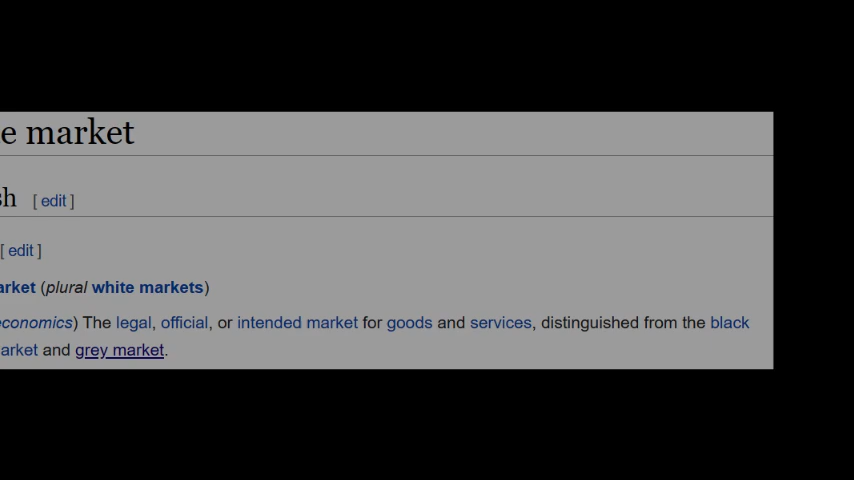 e market
sh [ edit ]
[ edit ]
arket (plural white markets)
economics) The legal, official, or intended market for goods and services, distinguished from the black
arket and grey market.